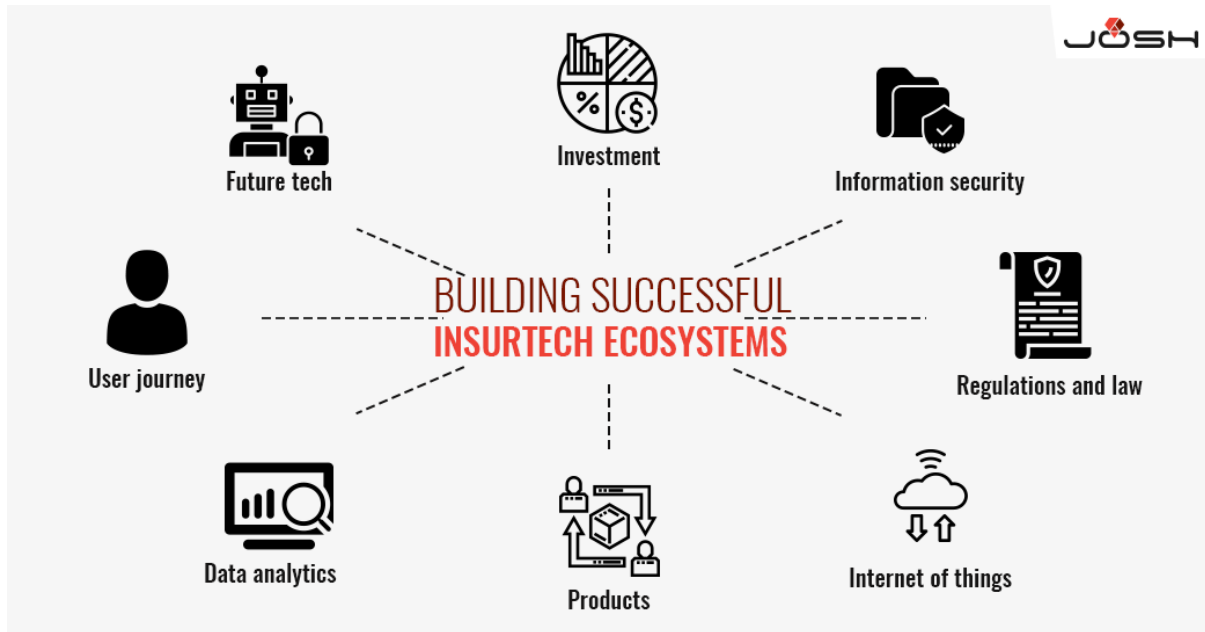 JOSH
Investment
Future tech
Information security
BUILDING SUCCESSFUL
INSURTECH ECOSYSTEMS
User journey
Regulations and law
Data analytics
Internet of things
Products